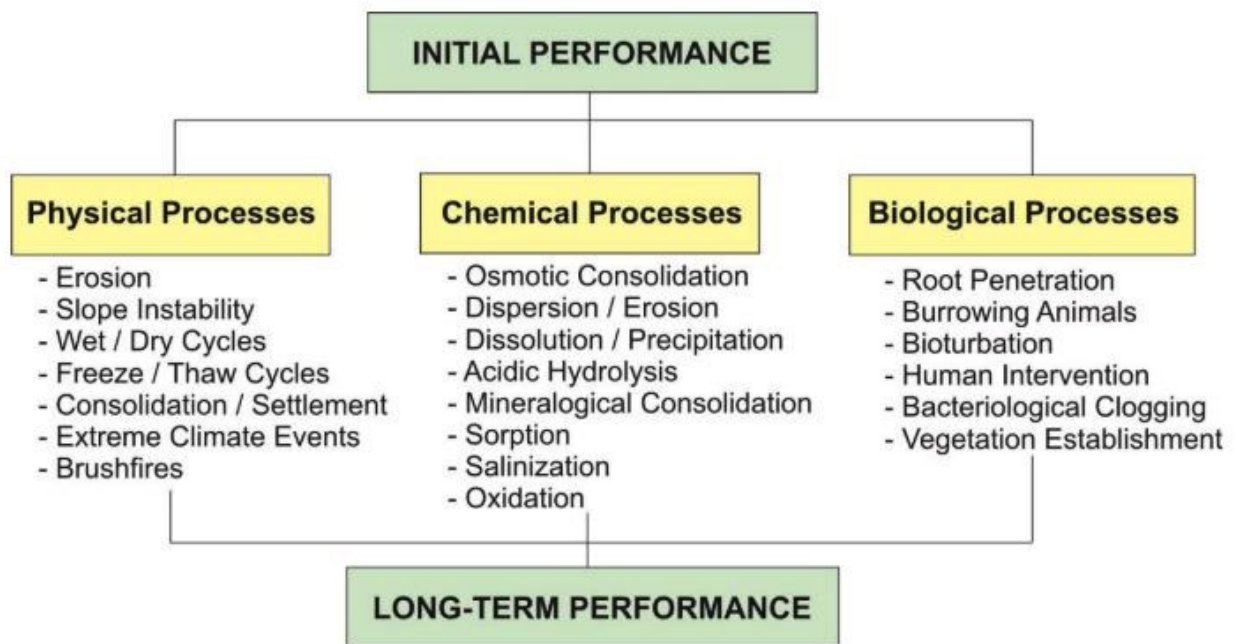 INITIAL PERFORMANCE
Physical Processes
- Erosion
- Slope Instability
- Wet / Dry Cycles
- Freeze / Thaw Cycles
- Consolidation / Settlement
- Extreme Climate Events
- Brushfires
Chemical Processes
- Osmotic Consolidation
- Dispersion / Erosion
- Dissolution / Precipitation
- Acidic Hydrolysis
- Mineralogical Consolidation
- Sorption
- Salinization
- Oxidation
Biological Processes
- Root Penetration
- Burrowing Animals
- Bioturbation
- Human Intervention
- Bacteriological Clogging
- Vegetation Establishment
LONG-TERM PERFORMANCE